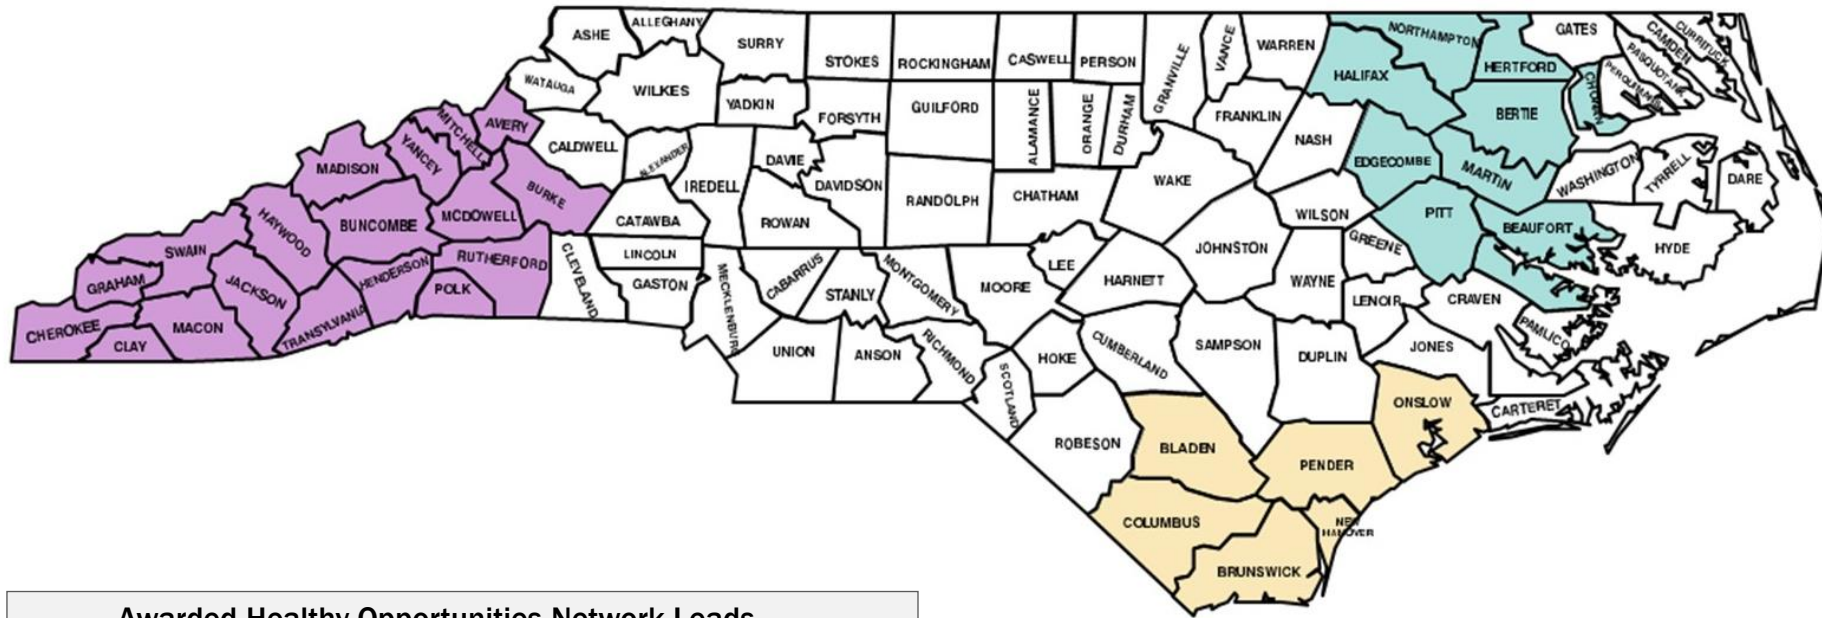 ASHE
ALLEGHANY
SURRY
STOKES
ROCKINGHAM
CASWELL
PERSON
GRANVILLE
VANCE
WARREN
NORTHAMPTON
GATES
CURRITUCK
CAMDEN
PASQUOTANK
PERQUIMANS
CHOWAN
HERTFORD
HALIFAX
BERTIE
WATAUGA
WILKES
YADKIN
FORSYTH
GUILFORD
ALAMANCE
ORANGE
DURHAM
FRANKLIN
NASH
EDGECOMBE
MARTIN
WASHINGTON
TYRRELL
DARE
AVERY
MITCHELL
YANCEY
MADISON
CALDWELL
ALEXANDER
IREDELL
DAVIE
DAVIDSON
RANDOLPH
CHATHAM
WAKE
WILSON
PITT
BEAUFORT
HYDE
BURKE
MCDOWELL
BUNCOMBE
HAYWOOD
SWAIN
GRAHAM
JACKSON
CATAWBA
ROWAN
LINCOLN
GASTON
CLEVELAND
RUTHERFORD
POLK
HENDERSON
TRANSYLVANIA
MACON
CLAY
CHEROKEE
MECKLENBURG
CABARRUS
STANLY
MONTGOMERY
MOORE
LEE
HARNETT
JOHNSTON
WAYNE
GREENE
LENOIR
CRAVEN
PAMLICO
JONES
UNION
ANSON
RICHMOND
SCOTLAND
HOKE
CUMBERLAND
SAMPSON
DUPLIN
ONSLOW
CARTERET
ROBESON
BLADEN
PENDER
COLUMBUS
NEW
HANOVER
BRUNSWICK
Awarded Healthy Opportunities Network Leads